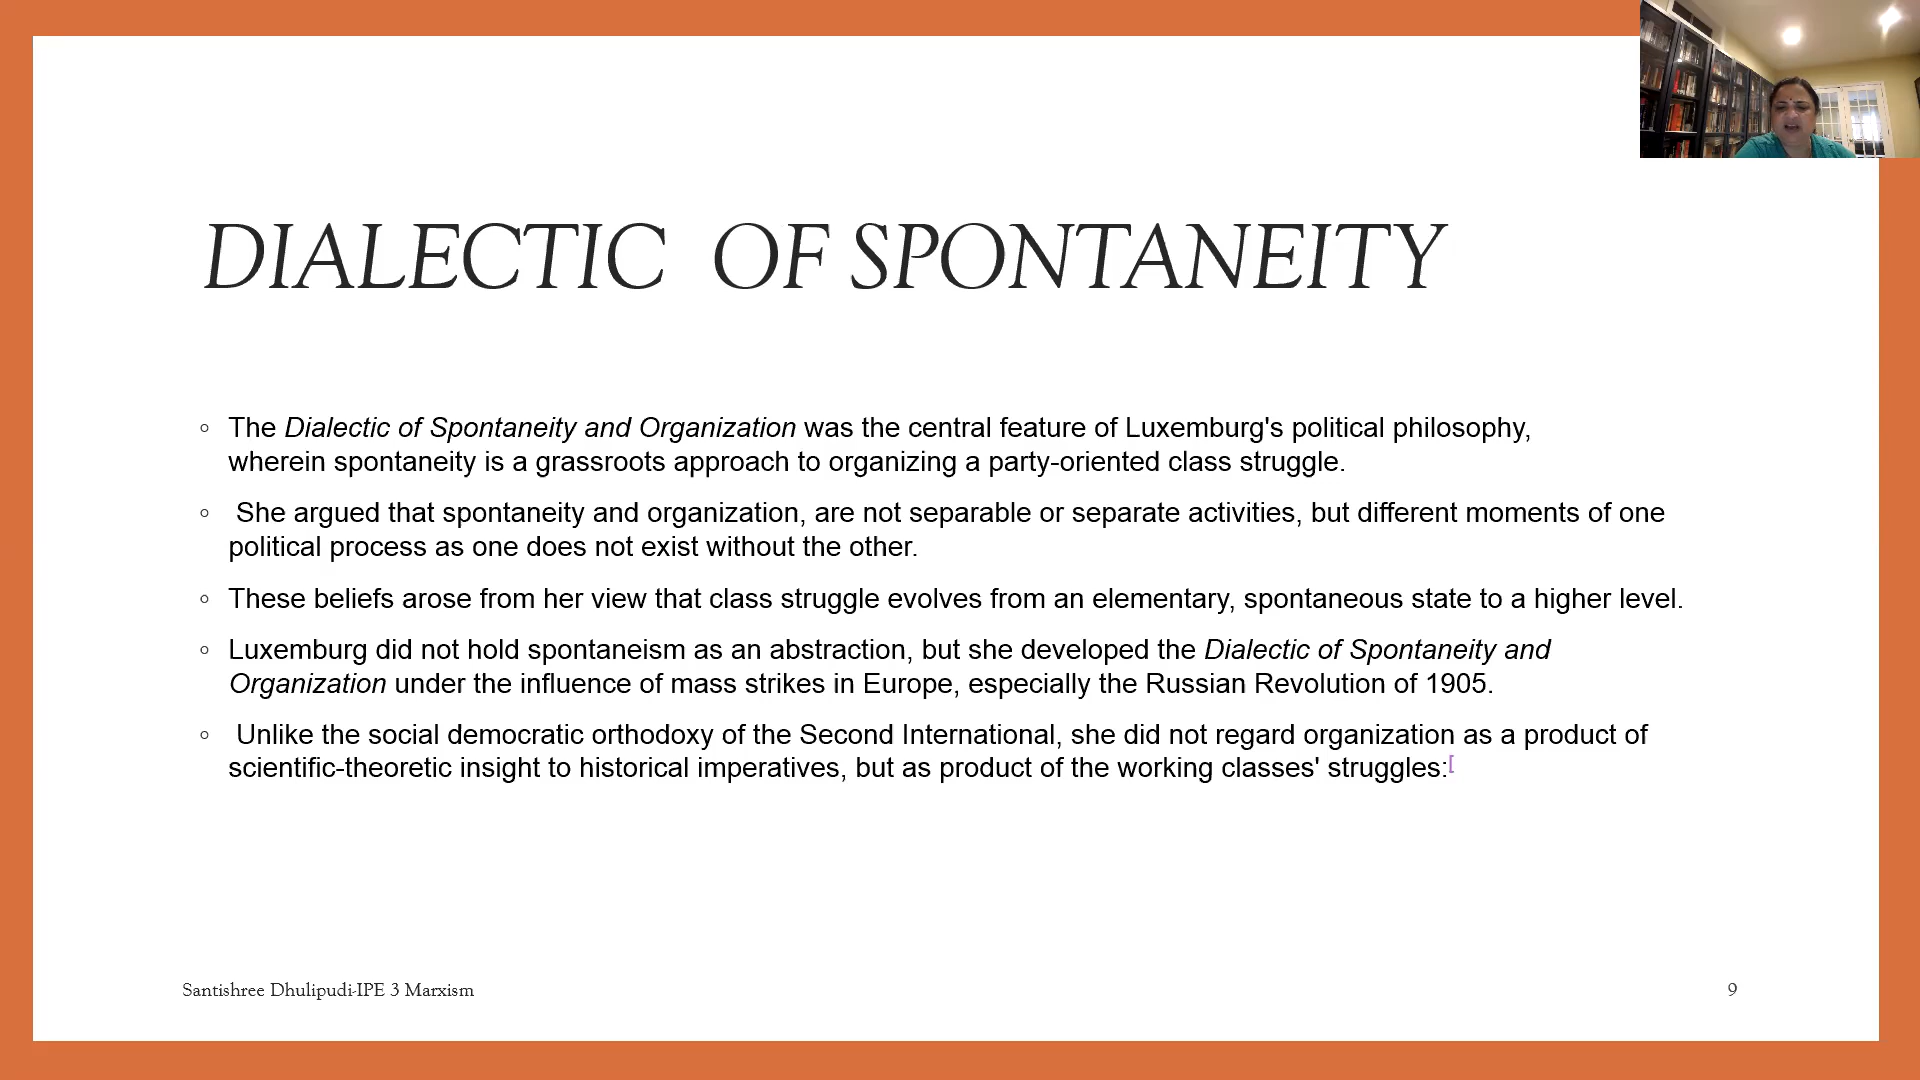 DIALECTIC OF SPONTANEITY
◦ The Dialectic of Spontaneity and Organization was the central feature of Luxemburg's political philosophy,
wherein spontaneity is a grassroots approach to organizing a party-oriented class struggle.
◦ She argued that spontaneity and organization, are not separable or separate activities, but different moments of one
political process as one does not exist without the other.
◦ These beliefs arose from her view that class struggle evolves from an elementary, spontaneous state to a higher level.
◦ Luxemburg did not hold spontaneism as an abstraction, but she developed the Dialectic of Spontaneity and
Organization under the influence of mass strikes in Europe, especially the Russian Revolution of 1905.
◦ Unlike the social democratic orthodoxy of the Second International, she did not regard organization as a product of
scientific-theoretic insight to historical imperatives, but as product of the working classes' struggles:[
Santishree Dhulipudi-IPE 3 Marxism
9